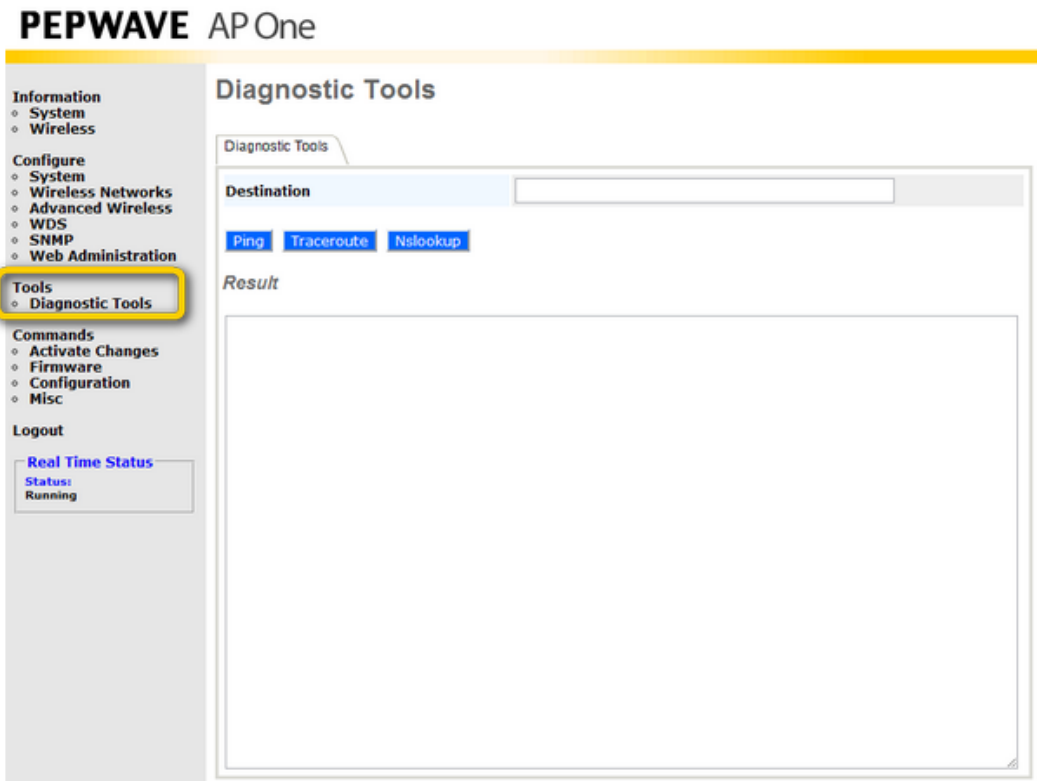 PEPWAVE AP One
Information
System
Wireless
Configure
System
Wireless Networks
Advanced Wireless
WDS
SNMP
Web Administration
Tools
Diagnostic Tools
Commands
Activate Changes
Firmware
Configuration
Misc
Logout
Real Time Status
Status:
Running
Diagnostic Tools
Diagnostic Tools
Destination
Ping Traceroute Nslookup
Result